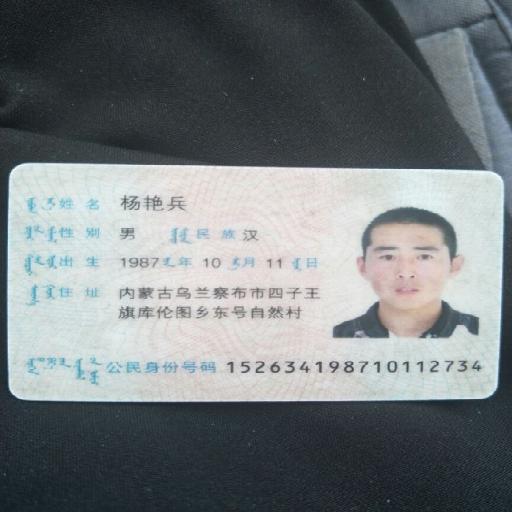 姓 名 杨艳兵
性 别 男 民 族 汉
出 生 1987 年 10 月 11 日
住 址 内蒙古乌兰察布市四子王
旗库伦图乡东号自然村
公民身份号码 152634198710112734